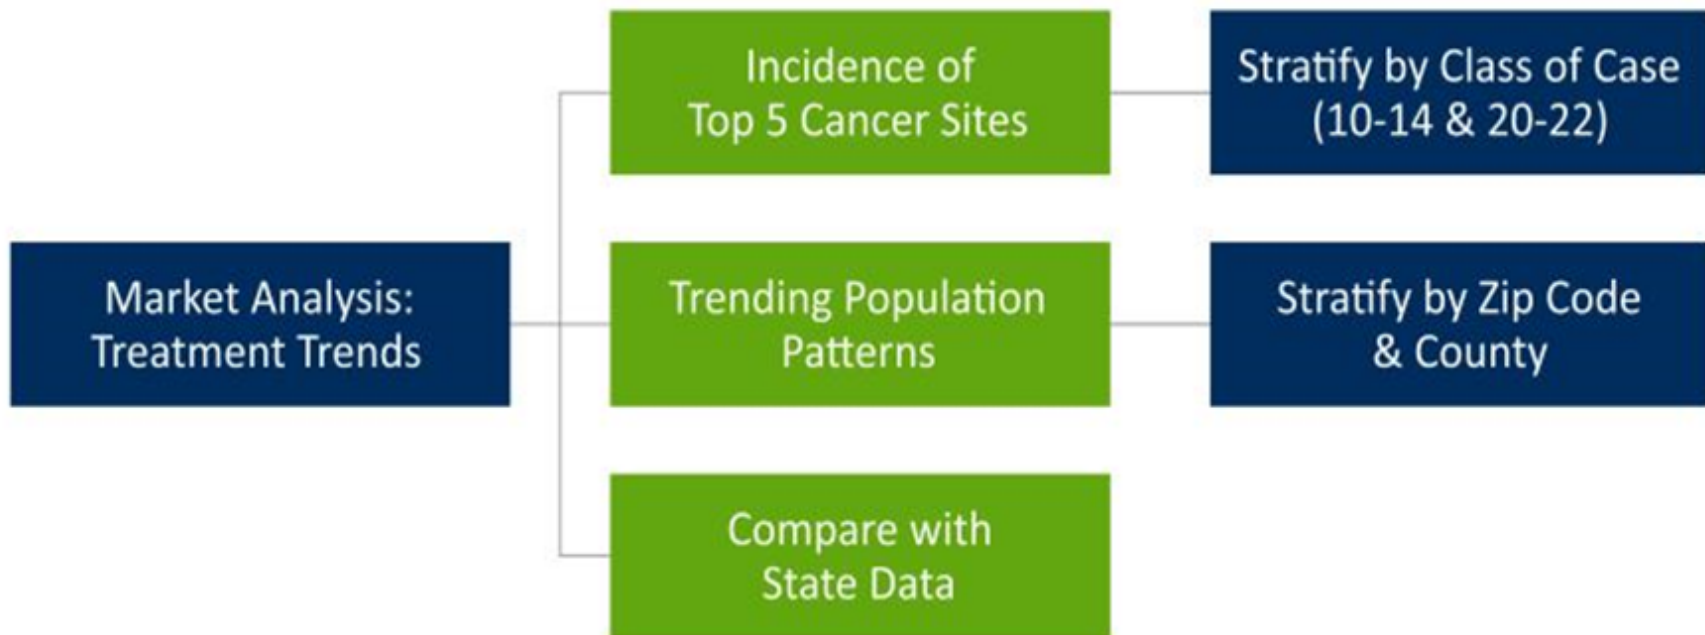 Incidence of
Top 5 Cancer Sites
Stratify by Class of Case
(10-14 & 20-22)
Market Analysis:
Treatment Trends
Trending Population
Patterns
Stratify by Zip Code
& County
Compare with
State Data